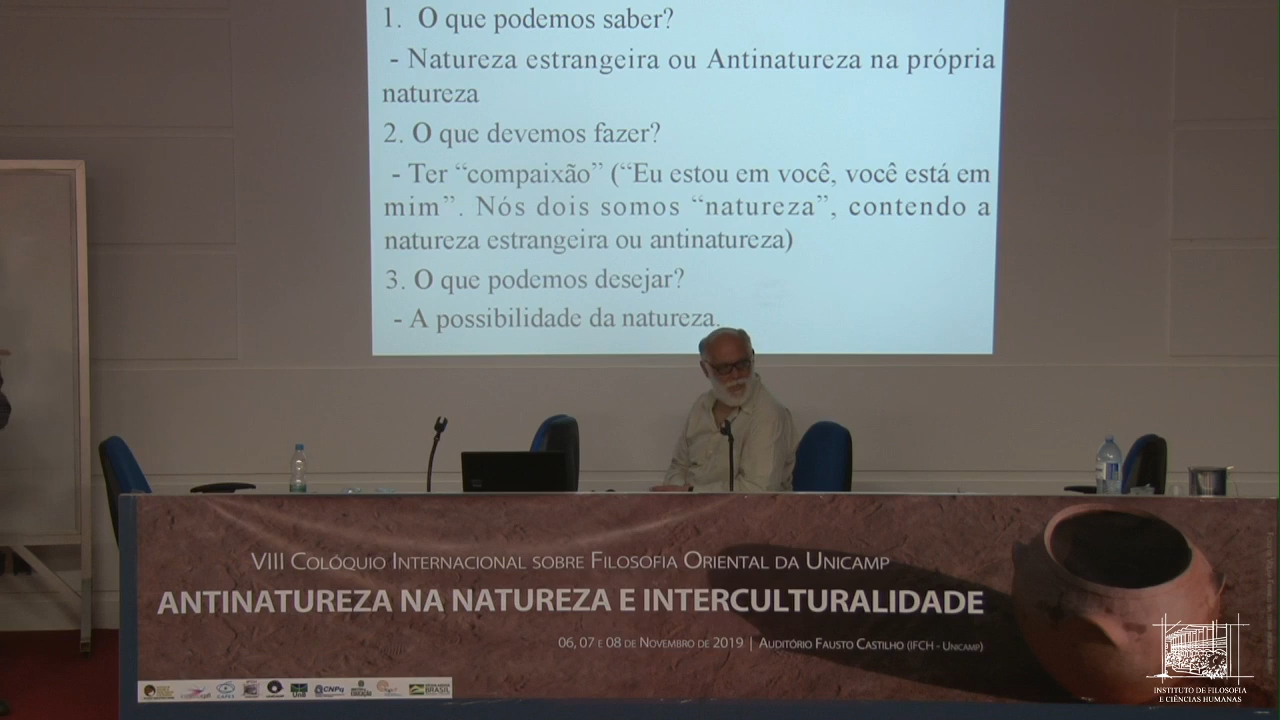 1. O que podemos saber?
- Natureza estrangeira ou Antinatureza na própria
natureza
2. O que devemos fazer?
- Ter “compaixão” (“Eu estou em você, você está em
mim”. Nós dois somos “natureza”, contendo a
natureza estrangeira ou antinatureza)
3. O que podemos desejar?
- A possibilidade da natureza.
VIII Colóquio Internacional sobre Filosofia Oriental da Unicamp
ANTINATUREZA NA NATUREZA E INTERCULTURALIDADE
06, 07 e 08 de Novembro de 2019 | Auditório Fausto Castilho (IFCH - Unicamp)
CNPq
BRASIL
INSTITUTO DE FILOSOFIA
E CIÊNCIAS HUMANAS